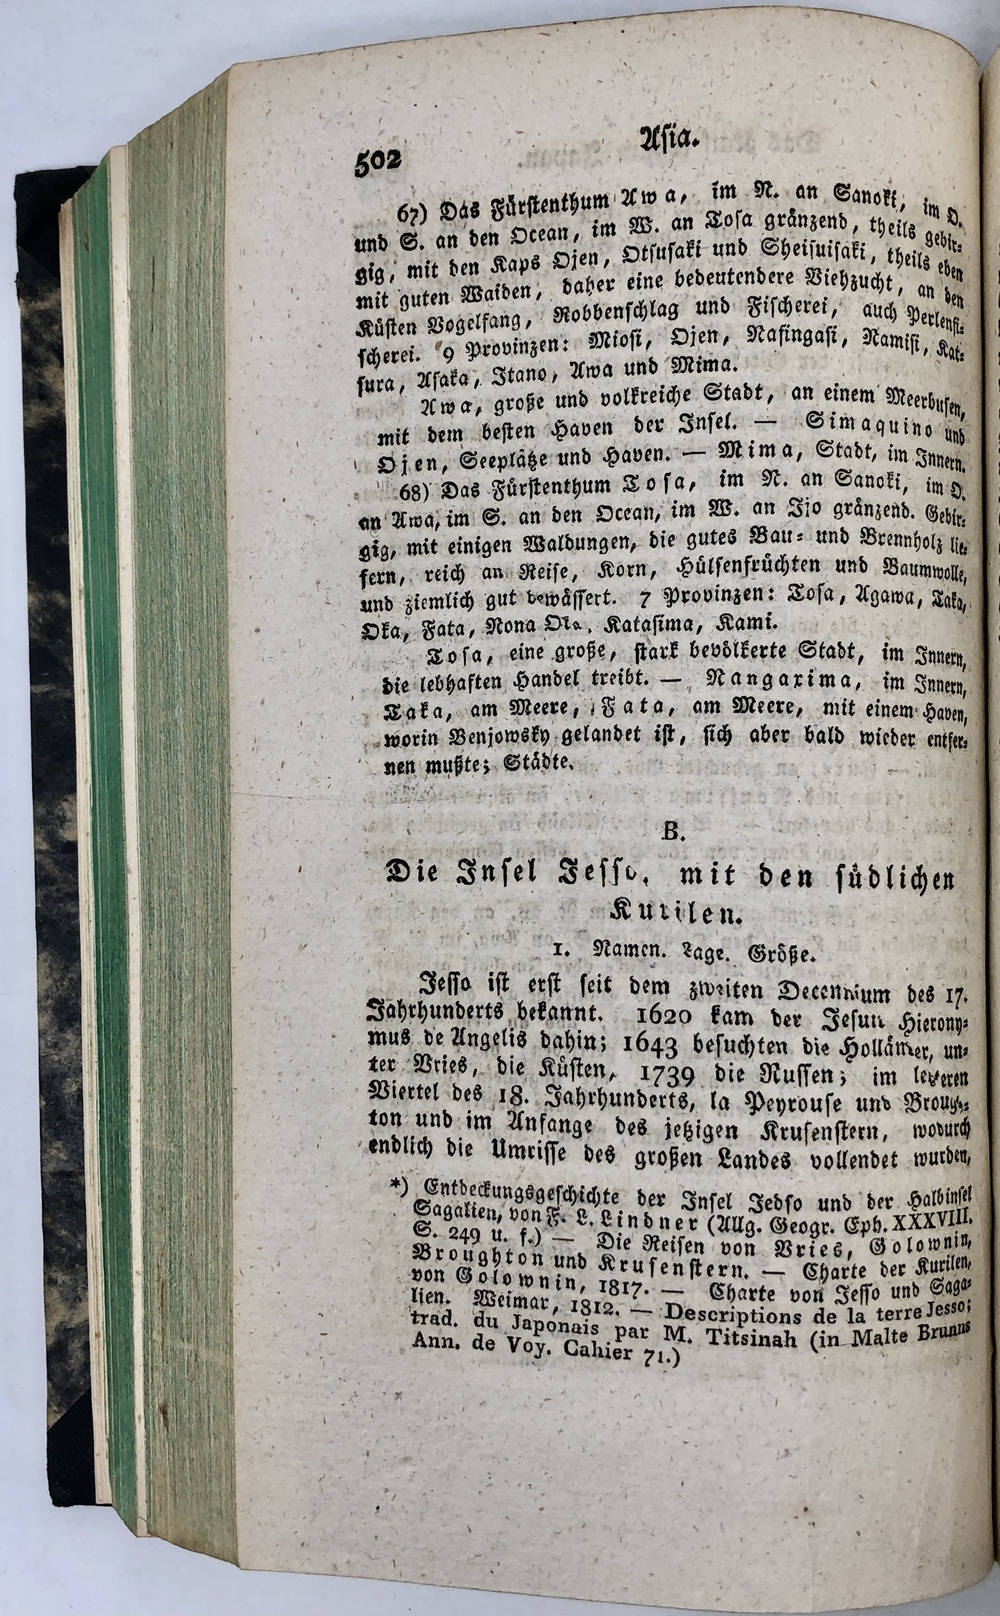 502
Asia.
67) Das Fürstenthum Awa, im N. an Sanoki, im O.
und S. an den Ocean, im W. an Tosa gränzend, theils gebir-
gig, mit den Kaps Ojen, Otsusaki und Sheisuisaki, theils eben
mit guten Waiden, daher eine bedeutendere Viehzucht, an den
Küsten Vogelfang, Robbenschlag und Fischerei, auch Perlenfi-
scherei. 9 Provinzen: Miosi, Ojen, Nafingasi, Namisi, Kat-
sura, Asaka, Itano, Awa und Mima.
Awa, große und volkreiche Stadt, an einem Meerbusen,
mit dem besten Haven der Insel. — Simaquino und
Ojen, Seeplätze und Haven. — Mima, Stadt, im Innern.
68) Das Fürstenthum Tosa, im N. an Sanoki, im O.
an Awa, im S. an den Ocean, im W. an Ijo gränzend. Gebir-
gig, mit einigen Waldungen, die gutes Bau- und Brennholz lie-
fern, reich an Reise, Korn, Hülsenfrüchten und Baumwolle,
und ziemlich gut bewässert. 7 Provinzen: Tosa, Agawa, Taka,
Oka, Fata, Nona Katasima, Kami.
Tosa, eine große, stark bevölkerte Stadt, im Innern,
die lebhaften Handel treibt. — Nangaxima, im Innern,
Taka, am Meere, Fata, am Meere, mit einem Haven,
worin Benjowsky gelandet ist, sich aber bald wieder entfer-
nen mußte; Städte.
B.
Die Insel Jesso, mit den südlichen
Kurilen.
1. Namen. Lage. Größe.
Jesso ist erst seit dem zweiten Decennium des 17.
Jahrhunderts bekannt. 1620 kam der Jesuit Hierony-
mus de Angelis dahin; 1643 besuchten die Holländer, un-
ter Vries, die Küsten, 1739 die Russen; im letzteren
Viertel des 18. Jahrhunderts, la Peyrouse und Brough-
ton und im Anfange des jetzigen Krusenstern, wodurch
endlich die Umrisse des großen Landes vollendet wurden,
*) Entdeckungsgeschichte der Insel Jedso und der Halbinsel
Sagalien, von F. L. Lindner (Allg. Geogr. Eph. XXXVIII.
S. 249 u. f.) — Die Reisen von Vries, Golownin,
Broughton und Krusenstern. — Charte der Kurilen,
von Golownin, 1817. — Charte von Jesso und Saga-
lien. Weimar, 1812. — Descriptions de la terre Jesso;
trad. du Japonais par M. Titsinah (in Malte Brunns
Ann. de Voy. Cahier 71.)